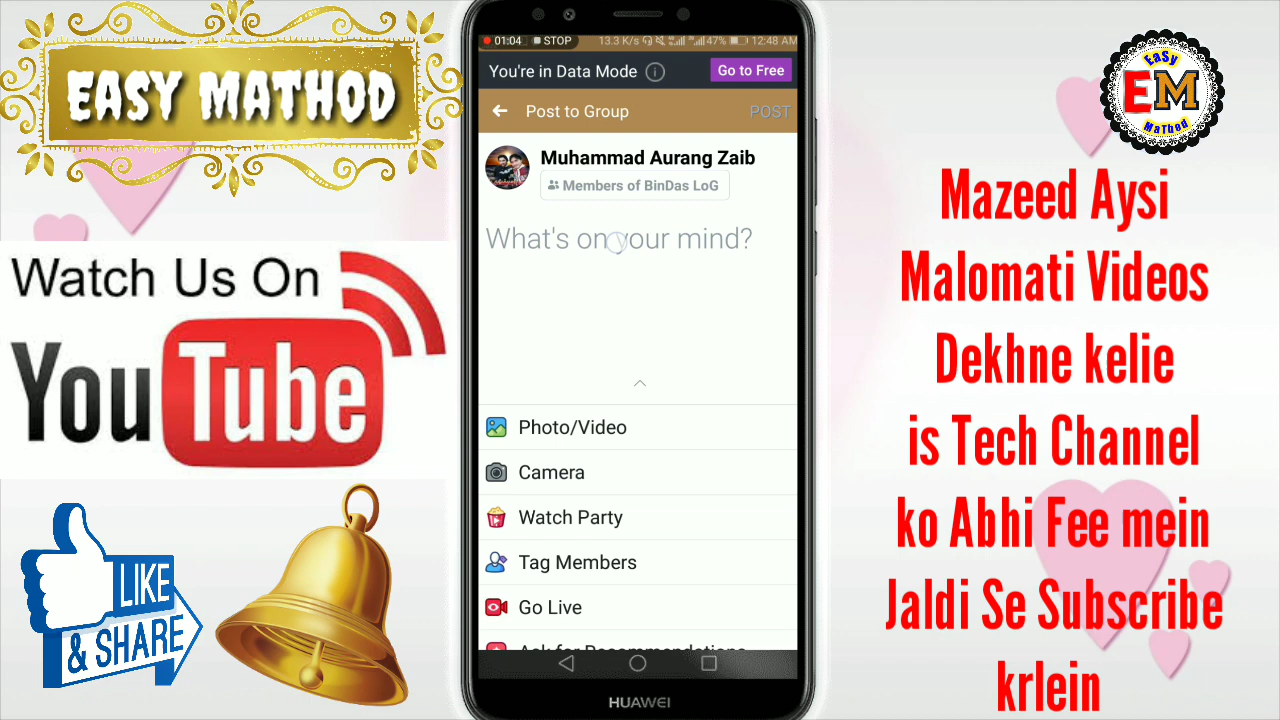 EASY MATHOD
Watch Us On
YouTube
LIKE
& SHARE
01:04 STOP 13.3 K/s 47% 12:48 AM
You're in Data Mode
Go to Free
Post to Group
POST
Muhammad Aurang Zaib
Members of BinDas LoG
What's on your mind?
Photo/Video
Camera
Watch Party
Tag Members
Go Live
Ask for Recommendations
HUAWEI
EaSy
EM
MaThod
Mazeed Aysi
Malomati Videos
Dekhne kelie
is Tech Channel
ko Abhi Fee mein
Jaldi Se Subscribe
krlein